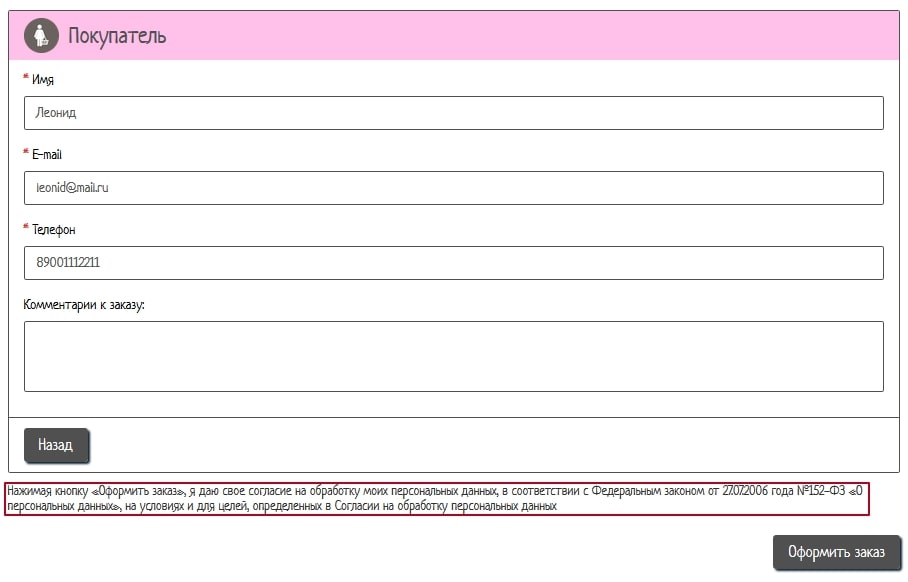 Покупатель
* Имя
Леонид
* E-mail
leonid@mail.ru
* Телефон
89001112211
Комментарии к заказу:
Назад
Нажимая кнопку «Оформить заказ», я даю свое согласие на обработку моих персональных данных, в соответствии с Федеральным законом от 27.07.2006 года №152-ФЗ «О
персональных данных», на условиях и для целей, определенных в Согласии на обработку персональных данных
Оформить заказ